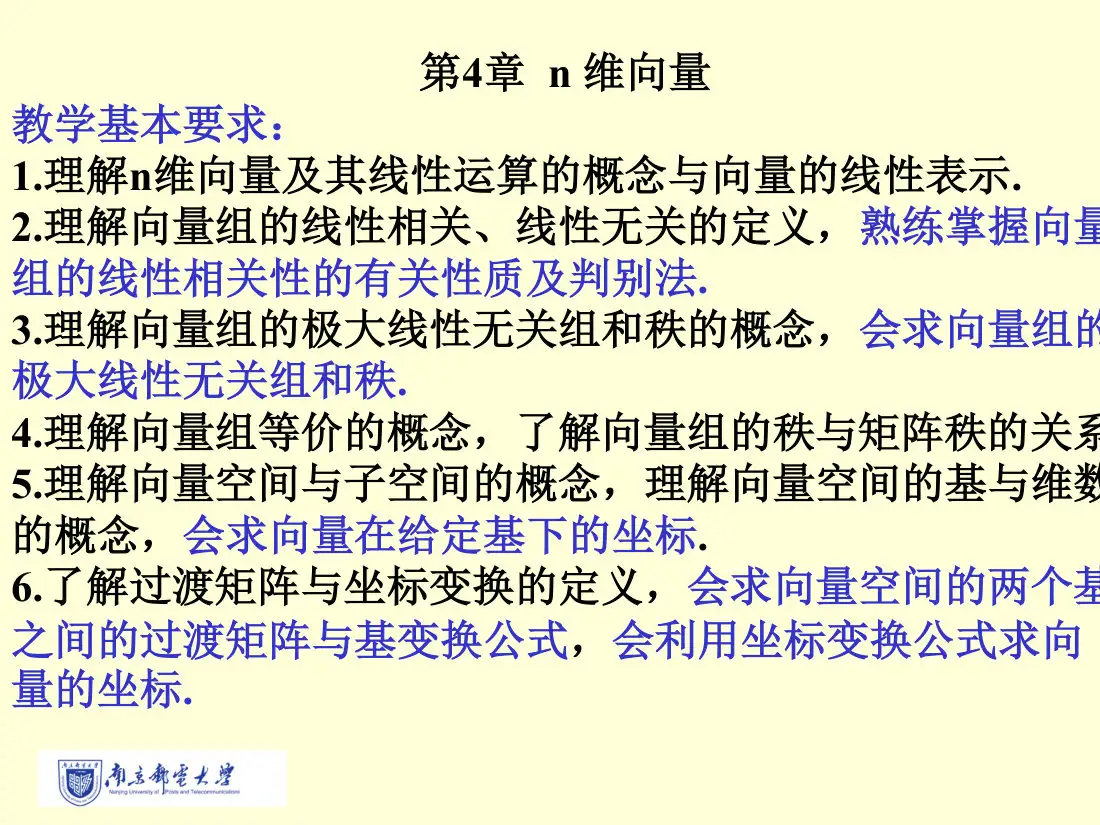 第4章 n 维向量
教学基本要求：
1.理解n维向量及其线性运算的概念与向量的线性表示.
2.理解向量组的线性相关、线性无关的定义，熟练掌握向量
组的线性相关性的有关性质及判别法.
3.理解向量组的极大线性无关组和秩的概念，会求向量组的
极大线性无关组和秩.
4.理解向量组等价的概念，了解向量组的秩与矩阵秩的关系
5.理解向量空间与子空间的概念，理解向量空间的基与维数
的概念，会求向量在给定基下的坐标.
6.了解过渡矩阵与坐标变换的定义，会求向量空间的两个基
之间的过渡矩阵与基变换公式，会利用坐标变换公式求向
量的坐标.
南京邮电大学
Nanjing University of Posts and Telecommunications